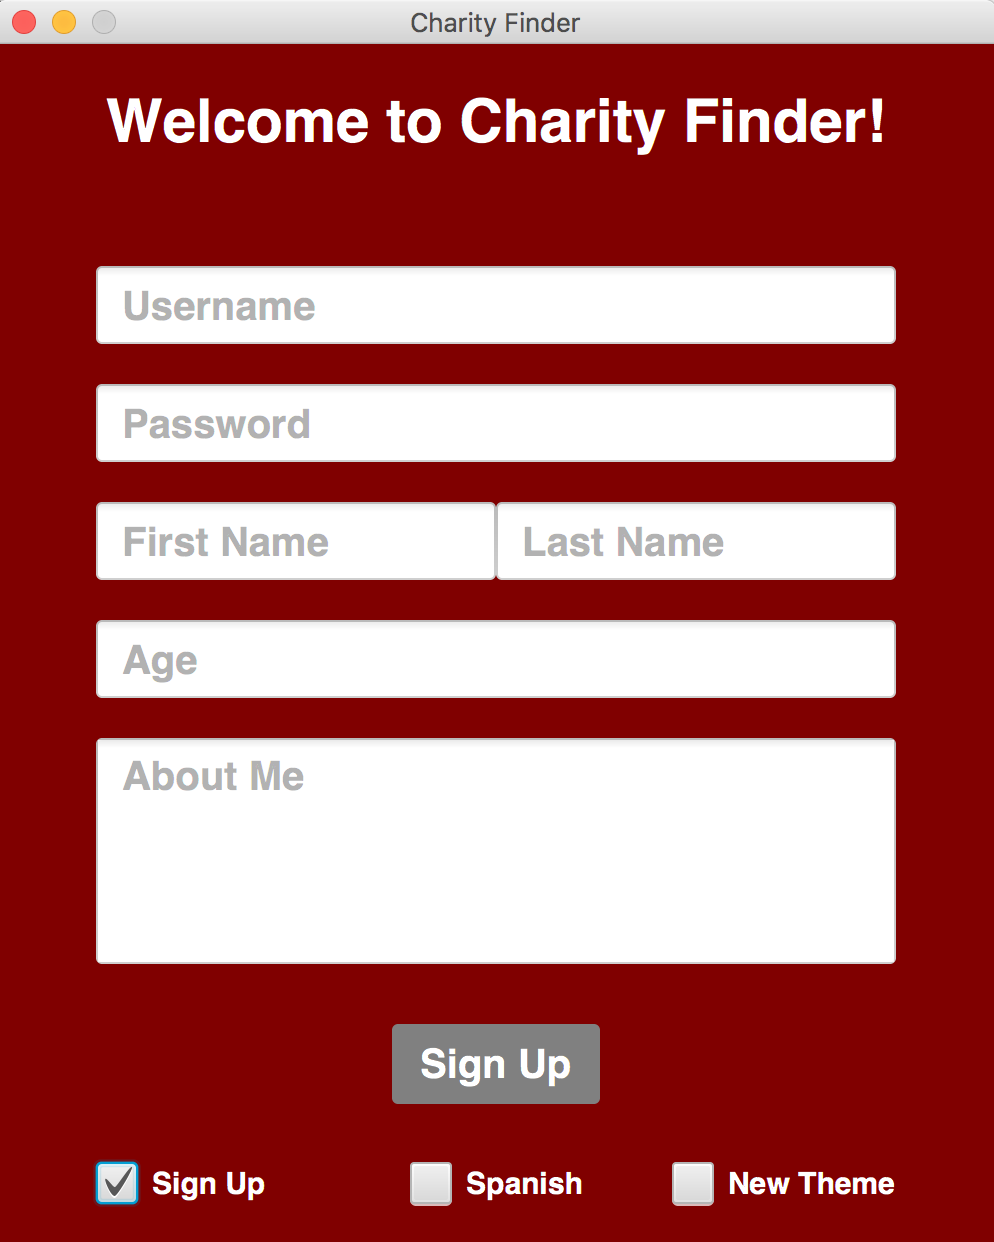 Charity Finder
Welcome to Charity Finder!
Username
Password
First Name Last Name
Age
About Me
Sign Up
Sign Up Spanish New Theme